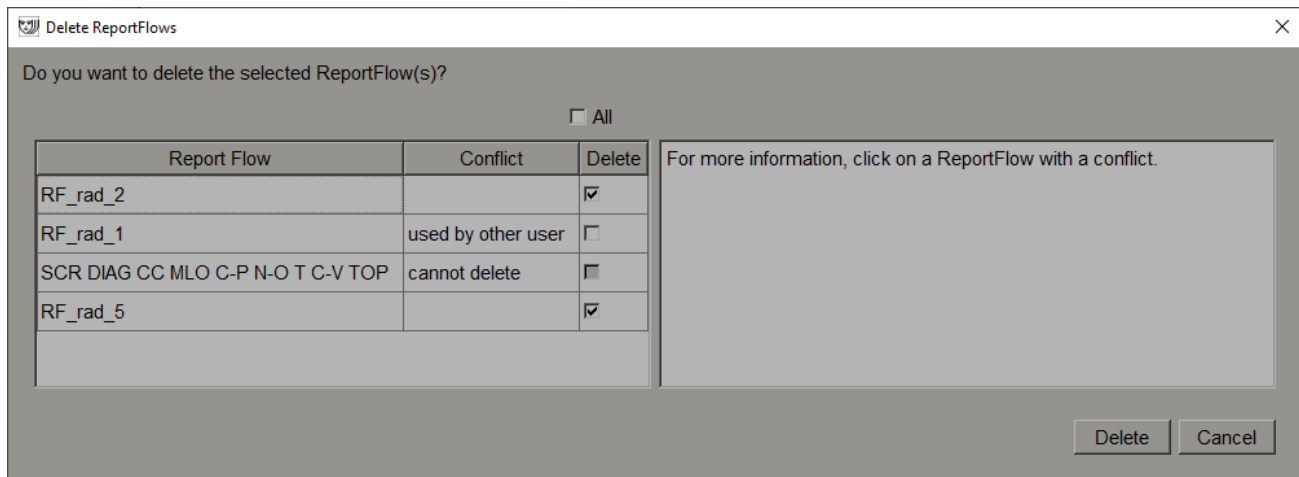 Delete ReportFlows
Do you want to delete the selected ReportFlow(s)?
All
Report Flow Conflict Delete
For more information, click on a ReportFlow with a conflict.
RF_rad_2
RF_rad_1 used by other user
SCR DIAG CC MLO C-P N-O T C-V TOP cannot delete
RF_rad_5
Delete Cancel